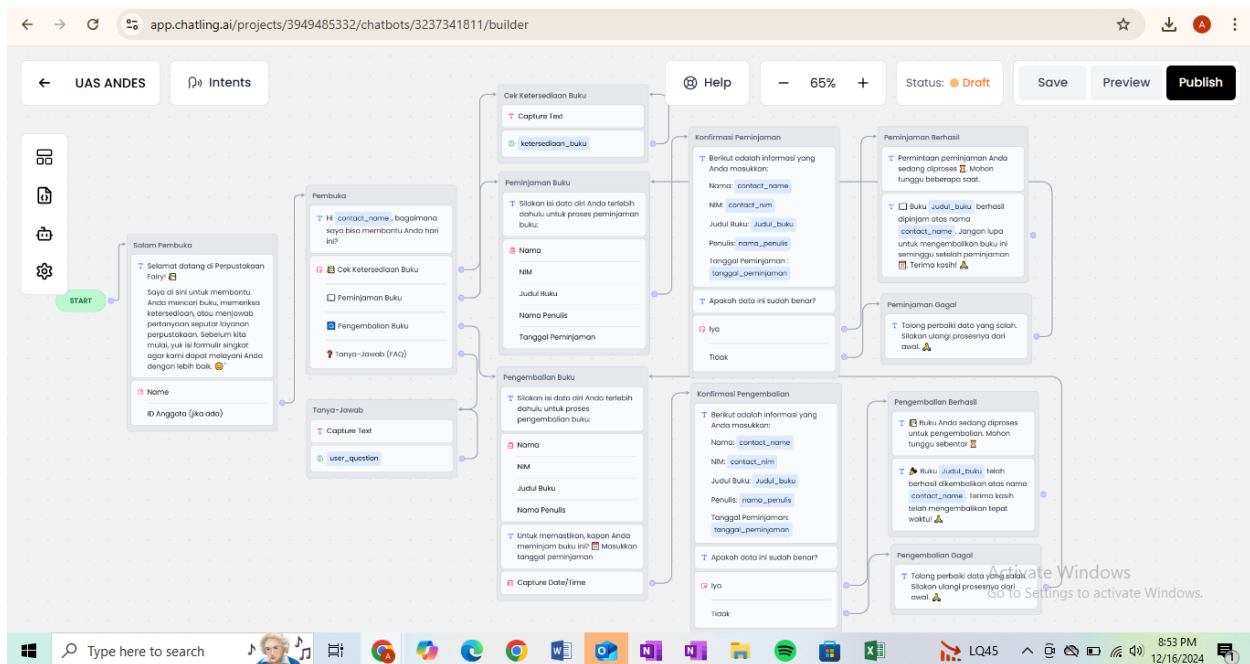 app.chatling.ai/projects/3949485332/chatbots/3237341811/builder
A
UAS ANDES
Intents
Help
65%
Status: Draft
Save
Preview
Publish
START
Salam Pembuka
Selamat datang di Perpustakaan
Fairy!
Saya di sini untuk membantu
Anda mencari buku, memeriksa
ketersediaan, atau menjawab
pertanyaan seputar layanan
perpustakaan. Sebelum kita
mulai, yuk isi formulir singkat
agar kami dapat melayani Anda
dengan lebih baik. 😊"
Name
ID Anggota (jika ada)
Pembuka
Hi contact_name , bagaimana
saya bisa membantu Anda hari
ini?
Cek Ketersediaan Buku
Peminjaman Buku
Pengembalian Buku
❓ Tanya-Jawab (FAQ)
Tanya-Jawab
Capture Text
user_question
Cek Ketersediaan Buku
Capture Text
ketersediaan_buku
Peminjaman Buku
Silakan isi data diri Anda terlebih
dahulu untuk proses peminjaman
buku:
Nama
NIM
Judul Buku
Nama Penulis
Tanggal Peminjaman
Pengembalian Buku
Silakan isi data diri Anda terlebih
dahulu untuk proses
pengembalian buku:
Nama
NIM
Judul Buku
Nama Penulis
Untuk memastikan, kapan Anda
meminjam buku ini? 📅 Masukkan
tanggal peminjaman
Capture Date/Time
Konfirmasi Peminjaman
Berikut adalah informasi yang
Anda masukkan:
Nama: contact_name
NIM: contact_nim
Judul Buku: Judul_buku
Penulis: nama_penulis
Tanggal Peminjaman :
tanggal_peminjaman
Apakah data ini sudah benar?
Iya
Tidak
Konfirmasi Pengembalian
Berikut adalah informasi yang
Anda masukkan:
Nama: contact_name
NIM: contact_nim
Judul Buku: Judul_buku
Penulis: nama_penulis
Tanggal Peminjaman:
tanggal_peminjaman
Apakah data ini sudah benar?
Iya
Tidak
Peminjaman Berhasil
Permintaan peminjaman Anda
sedang diproses ⏳. Mohon
tunggu beberapa saat.
Buku Judul_buku berhasil
dipinjam atas nama
contact_name . Jangan lupa
untuk mengembalikan buku ini
seminggu setelah peminjaman
📅. Terima kasih! 🙏
Peminjaman Gagal
Tolong perbaiki data yang salah.
Silakan ulangi prosesnya dari
awal. 🙏
Pengembalian Berhasil
Buku Anda sedang diproses
untuk pengembalian. Mohon
tunggu sebentar ⏳
Buku Judul_buku telah
berhasil dikembalikan atas nama
contact_name . Terima kasih
telah mengembalikan tepat
waktu! 🙏
Pengembalian Gagal
Tolong perbaiki data yang salah.
Silakan ulangi prosesnya dari
awal. 🙏
Activate Windows
Go to Settings to activate Windows.
Type here to search
LQ45
8:53 PM
12/16/2024
1